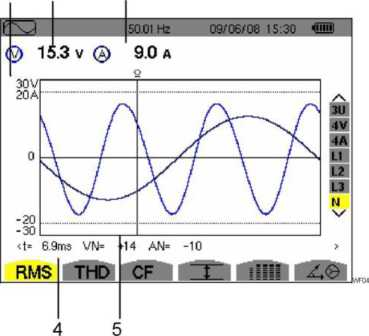 50.01 Hz 09/06/08 15:30
V 15.3 V A 9.0 A
30V
20A
0
-20
-30
3U
4V
4A
L1
L2
L3
N
<t= 6.9ms VN= +14 AN= -10 >
RMS THD CF
WF04
4 5